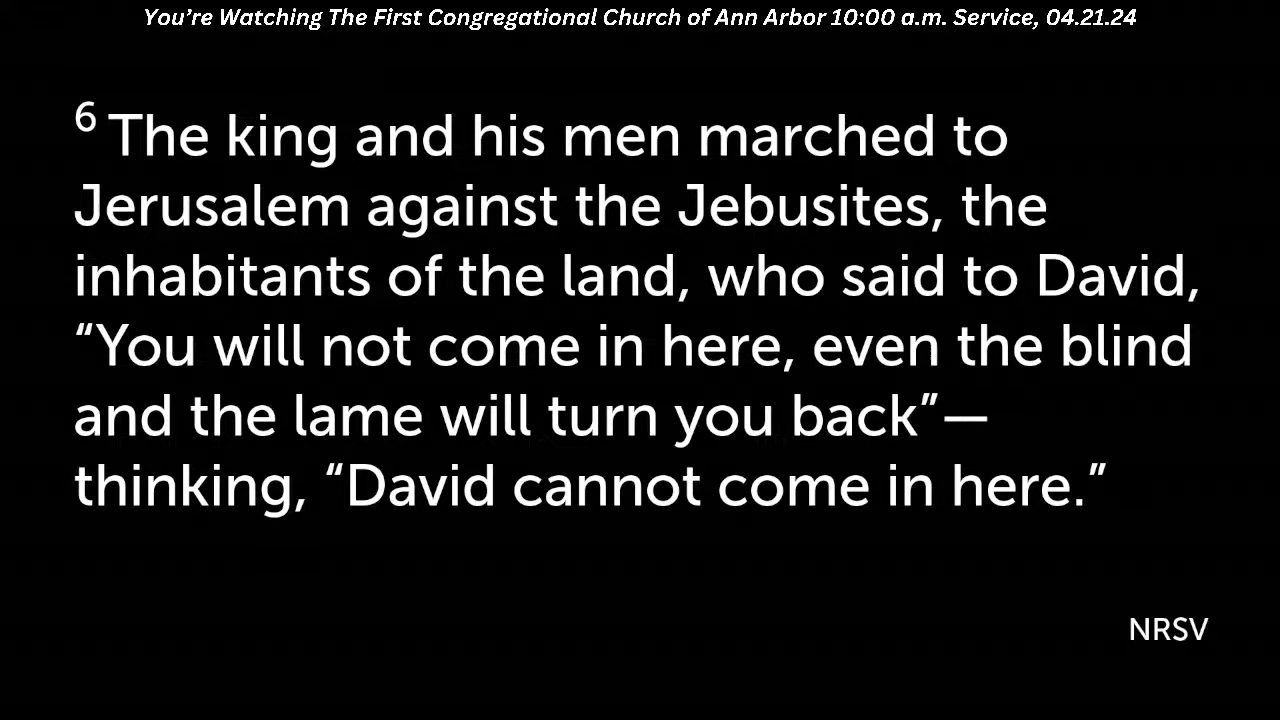 You’re Watching The First Congregational Church of Ann Arbor 10:00 a.m. Service, 04.21.24
6 The king and his men marched to
Jerusalem against the Jebusites, the
inhabitants of the land, who said to David,
“You will not come in here, even the blind
and the lame will turn you back”—
thinking, “David cannot come in here.”
NRSV